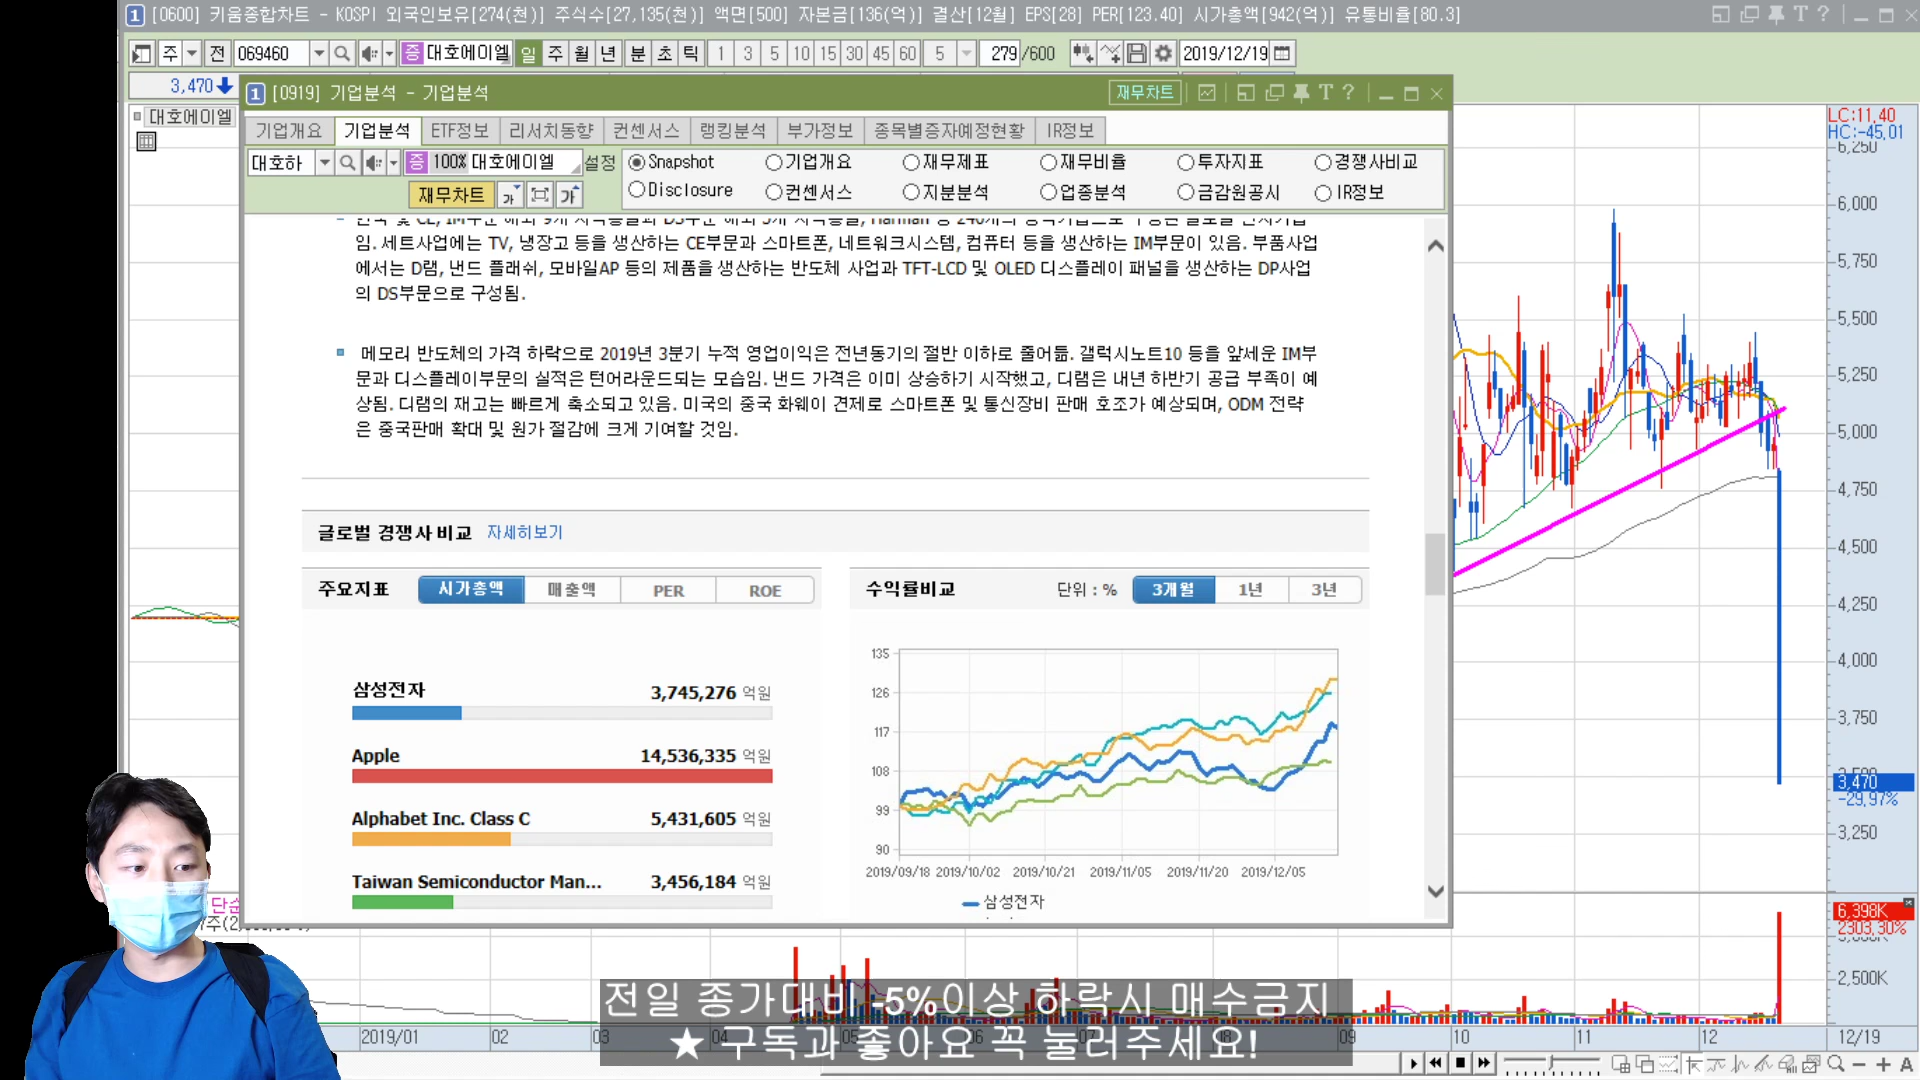 1 [0600] 키움종합차트 - KOSPI 외국인보유[274(천)] 주식수[27,135(천)] 액면[500] 자본금[136(억)] 결산[12월] EPS[28] PER[123.40] 시가총액[942(억)] 유통비율[80.3]
주 전 069460 증 대호에이엘 일 주 월 년 분 초 틱 1 3 5 10 15 30 45 60 5 279 /600 2019/12/19
3,470
1 [0919] 기업분석 - 기업분석 재무차트
대호에이엘
기업개요 기업분석 ETF정보 리서치동향 컨센서스 랭킹분석 부가정보 종목별증자예정현황 IR정보
대호하 증 100% 대호에이엘 설정 Snapshot 기업개요 재무제표 재무비율 투자지표 경쟁사비교
재무차트 가 가 Disclosure 컨센서스 지분분석 업종분석 금감원공시 IR정보
임. 세트사업에는 TV, 냉장고 등을 생산하는 CE부문과 스마트폰, 네트워크시스템, 컴퓨터 등을 생산하는 IM부문이 있음. 부품사업
에서는 D램, 낸드 플래쉬, 모바일AP 등의 제품을 생산하는 반도체 사업과 TFT-LCD 및 OLED 디스플레이 패널을 생산하는 DP사업
의 DS부문으로 구성됨.
메모리 반도체의 가격 하락으로 2019년 3분기 누적 영업이익은 전년동기의 절반 이하로 줄어듦. 갤럭시노트10 등을 앞세운 IM부
문과 디스플레이부문의 실적은 턴어라운드되는 모습임. 낸드 가격은 이미 상승하기 시작했고, 디램은 내년 하반기 공급 부족이 예
상됨. 디램의 재고는 빠르게 축소되고 있음. 미국의 중국 화웨이 견제로 스마트폰 및 통신장비 판매 호조가 예상되며, ODM 전략
은 중국판매 확대 및 원가 절감에 크게 기여할 것임.
글로벌 경쟁사 비교 자세히보기
주요지표 시가총액 매출액 PER ROE
삼성전자 3,745,276 억원
Apple 14,536,335 억원
Alphabet Inc. Class C 5,431,605 억원
Taiwan Semiconductor Man... 3,456,184 억원
수익률비교 단위 : % 3개월 1년 3년
135
126
117
108
99
90
2019/09/18 2019/10/02 2019/10/21 2019/11/05 2019/11/20 2019/12/05
삼성전자
LC:11.40
HC:-45.01
6,250
6,000
5,750
5,500
5,250
5,000
4,750
4,500
4,250
4,000
3,750
3,470
-29.97%
3,250
6,398K
2303.30%
2,500K
2019/01 02 03 04 05 06 07 08 09 10 11 12 12/19
전일 종가대비 -5%이상 하락시 매수금지
★ 구독과 좋아요 꼭 눌러주세요!